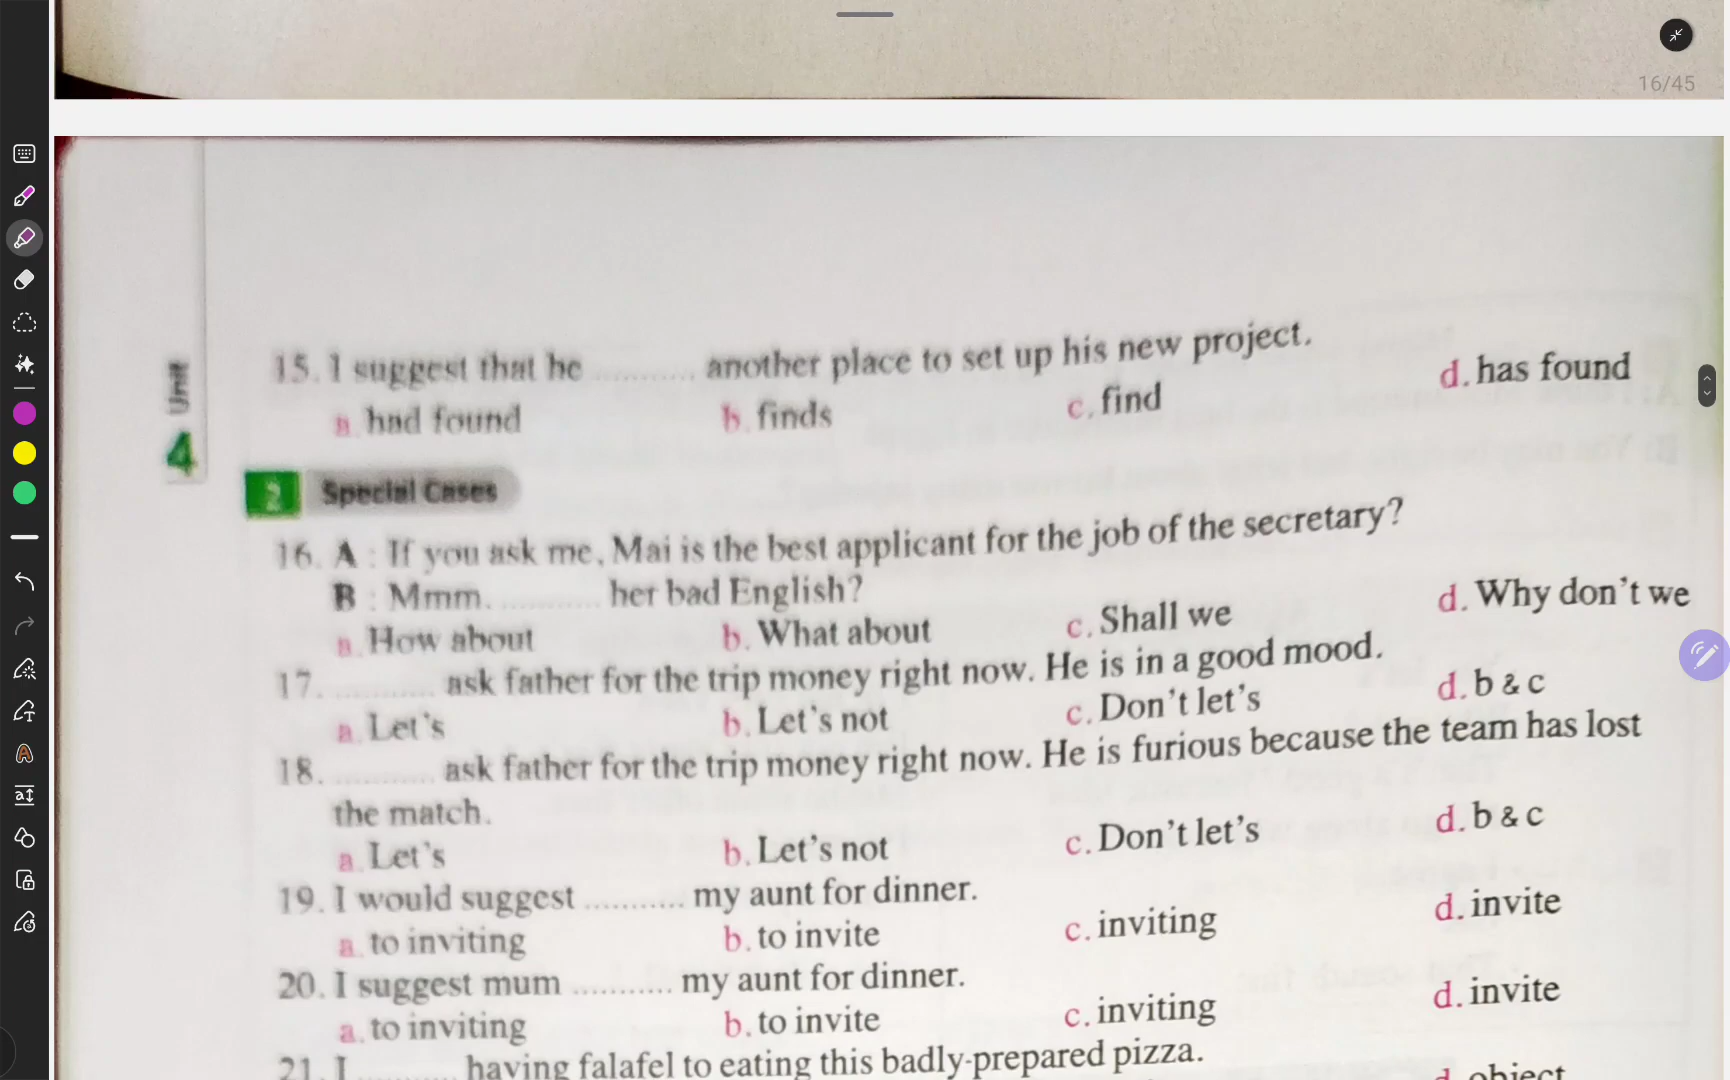 16/45
Unit
4
15. I suggest that he ........... another place to set up his new project.
a. had found b. finds c. find d. has found
2 Special Cases
16. A : If you ask me, Mai is the best applicant for the job of the secretary?
B : Mmm. ........... her bad English?
a. How about b. What about c. Shall we d. Why don't we
17. ........... ask father for the trip money right now. He is in a good mood.
a. Let's b. Let's not c. Don't let's d. b & c
18. ........... ask father for the trip money right now. He is furious because the team has lost
the match.
a. Let's b. Let's not c. Don't let's d. b & c
19. I would suggest ........... my aunt for dinner.
a. to inviting b. to invite c. inviting d. invite
20. I suggest mum ........... my aunt for dinner.
a. to inviting b. to invite c. inviting d. invite
21. I ........... having falafel to eating this badly-prepared pizza.
d. object